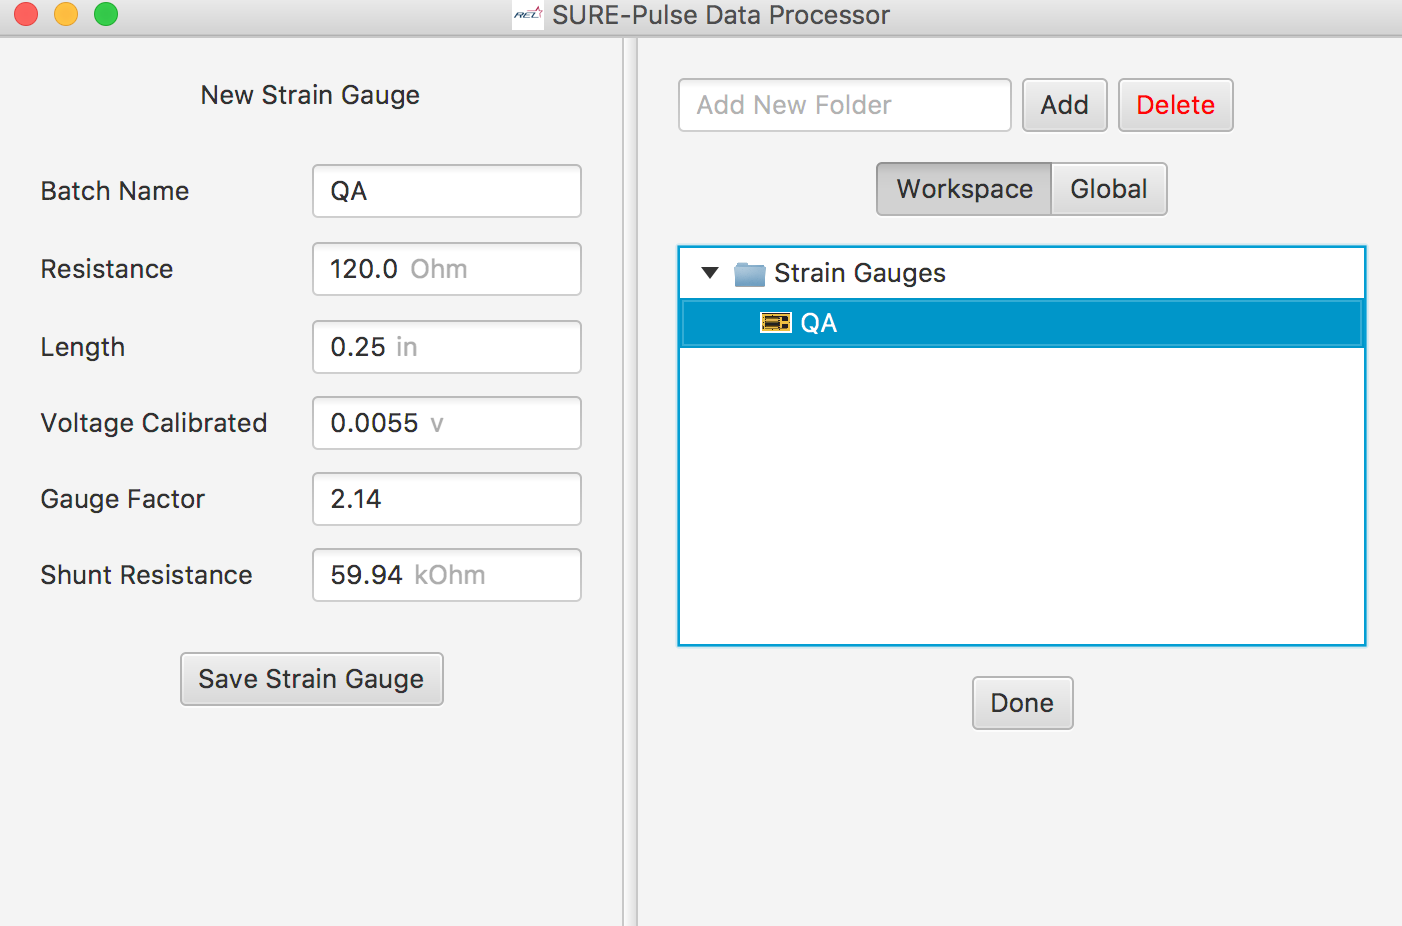 REL SURE-Pulse Data Processor
New Strain Gauge
Batch Name QA
Resistance 120.0 Ohm
Length 0.25 in
Voltage Calibrated 0.0055 v
Gauge Factor 2.14
Shunt Resistance 59.94 kOhm
Save Strain Gauge
Add New Folder Add Delete
Workspace Global
Strain Gauges
QA
Done